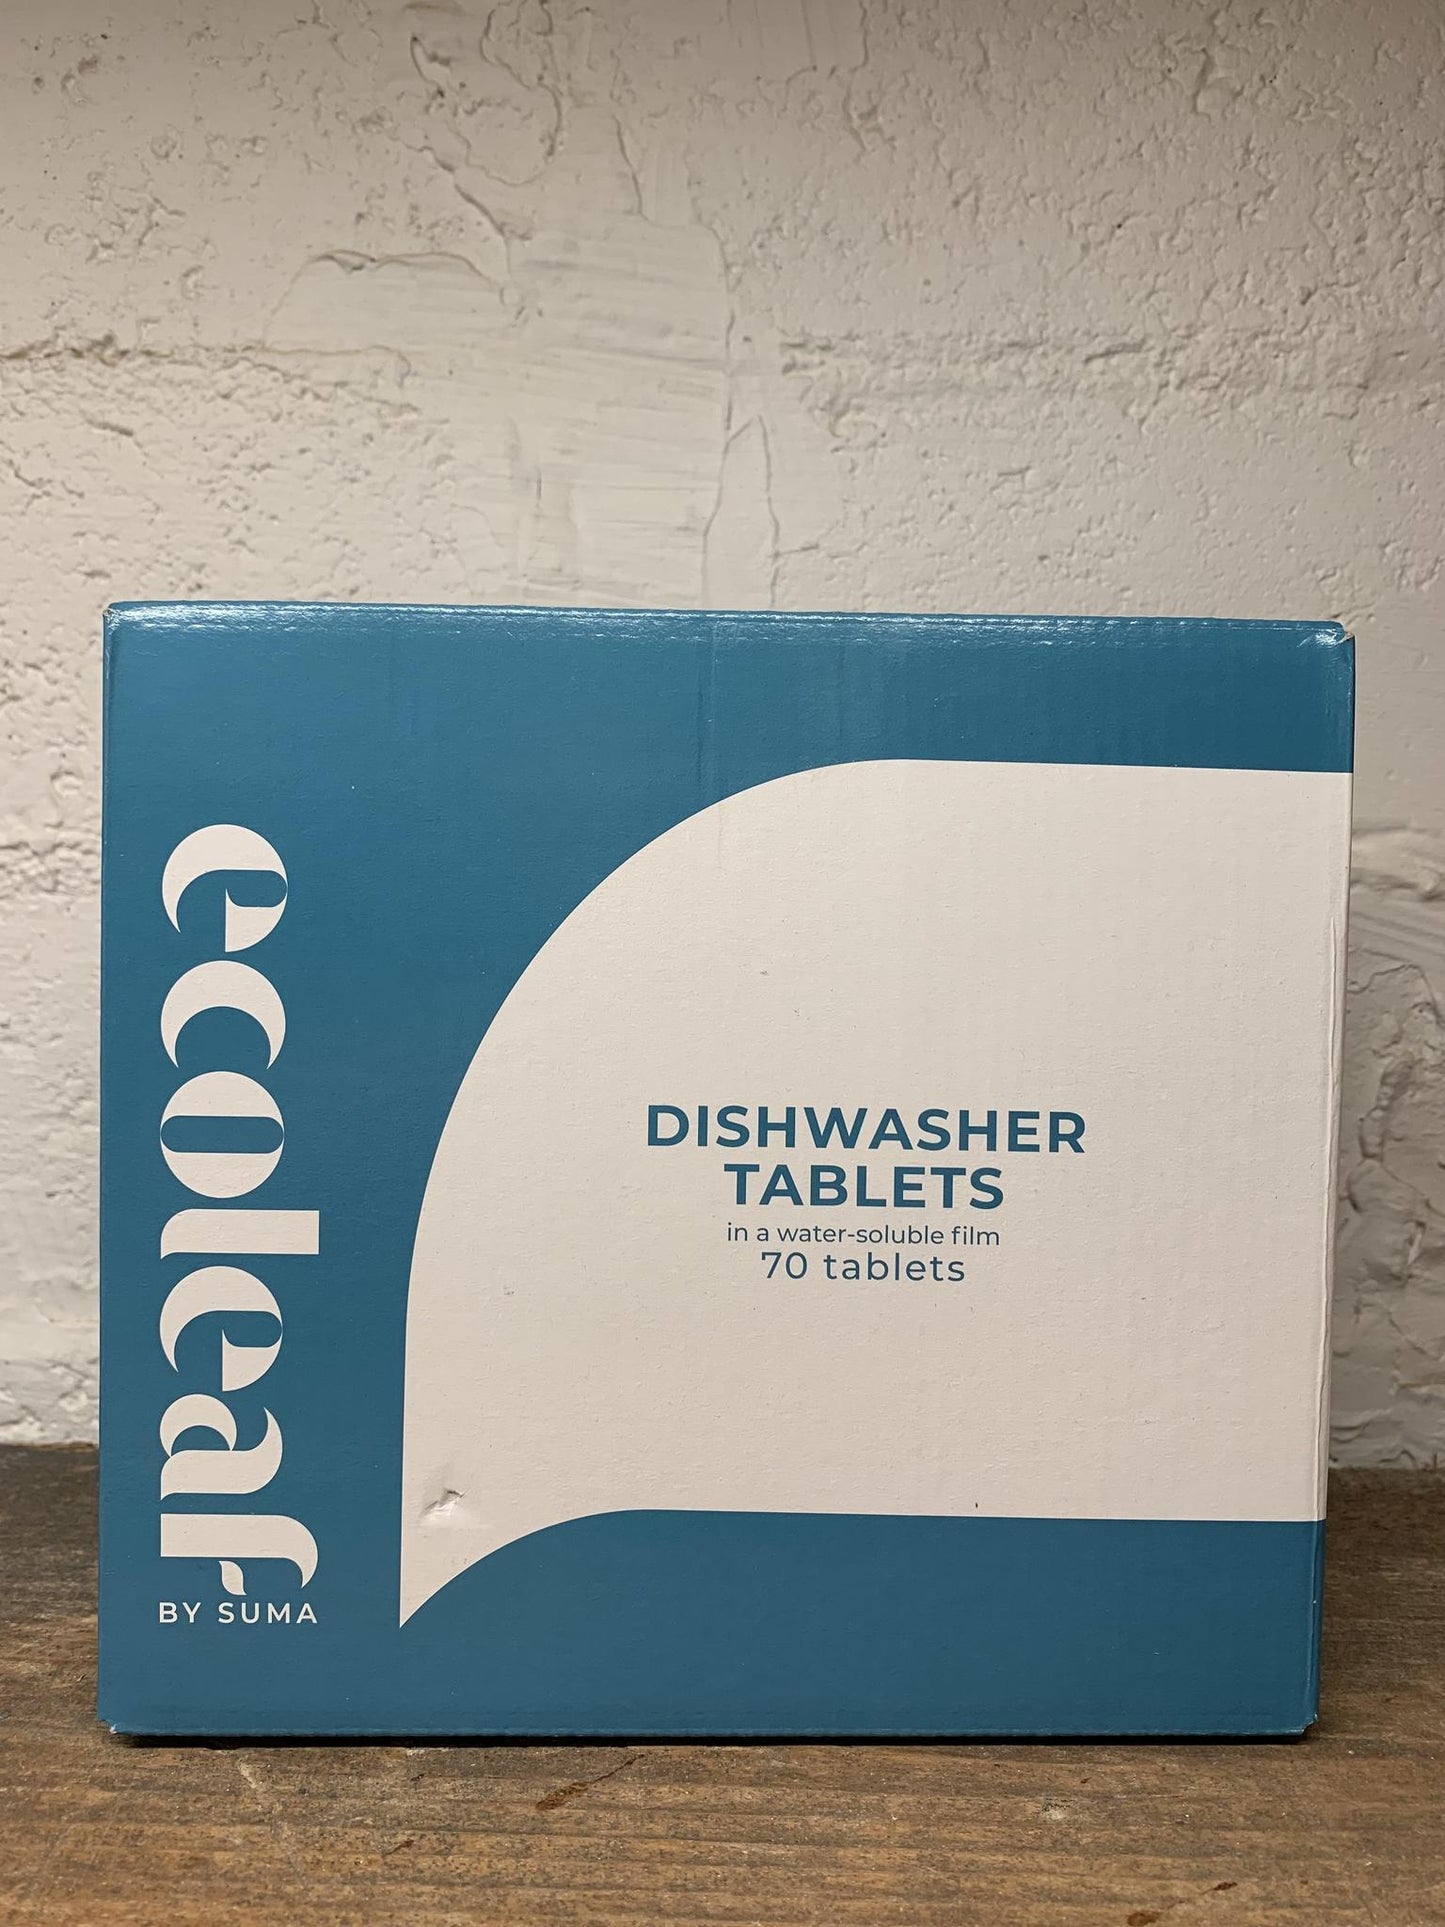 ecoleaf
BY SUMA
DISHWASHER
TABLETS
in a water-soluble film
70 tablets